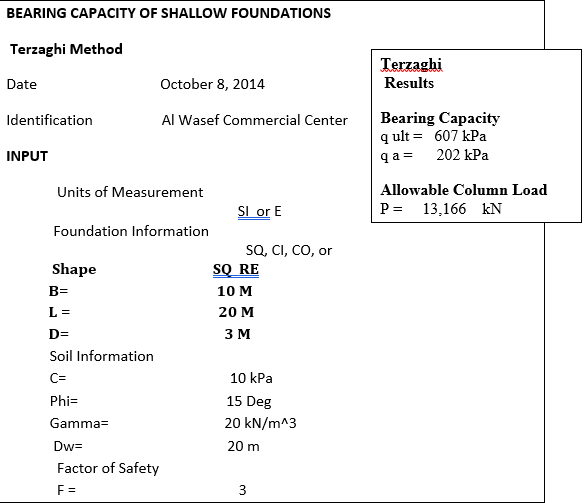 BEARING CAPACITY OF SHALLOW FOUNDATIONS
Terzaghi Method
Date October 8, 2014
Identification Al Wasef Commercial Center
INPUT
Units of Measurement
SI or E
Foundation Information
SQ, CI, CO, or
Shape SQ RE
B= 10 M
L = 20 M
D= 3 M
Soil Information
C= 10 kPa
Phi= 15 Deg
Gamma= 20 kN/m^3
Dw= 20 m
Factor of Safety
F = 3
Terzaghi
Results
Bearing Capacity
q ult = 607 kPa
q a = 202 kPa
Allowable Column Load
P = 13,166 kN